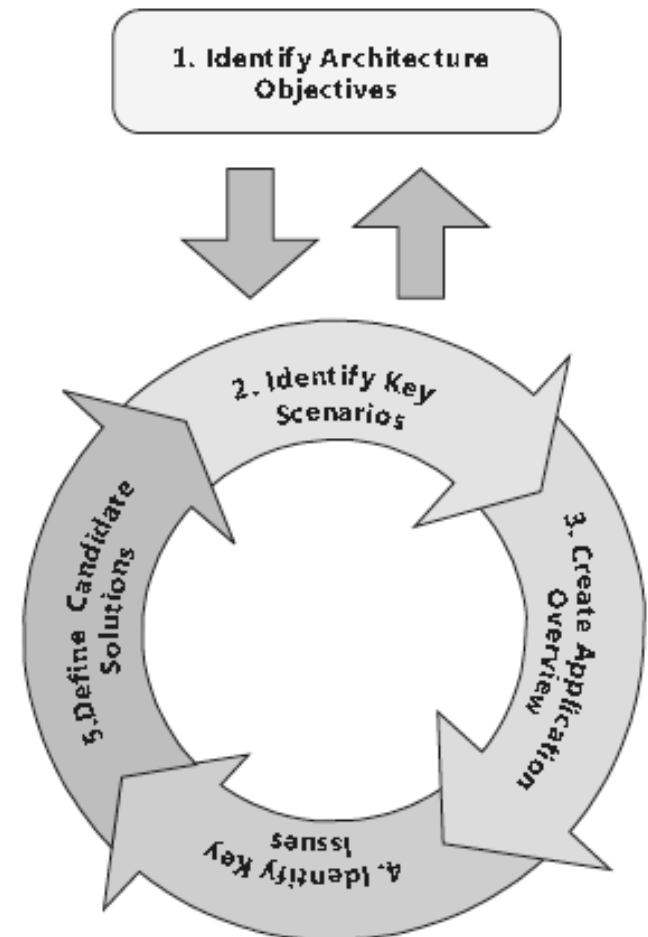 1. Identify Architecture
Objectives
2. Identify Key
Scenarios
3. Create Application
Overview
4. Identify Key
Issues
5.Define Candidate
Solutions